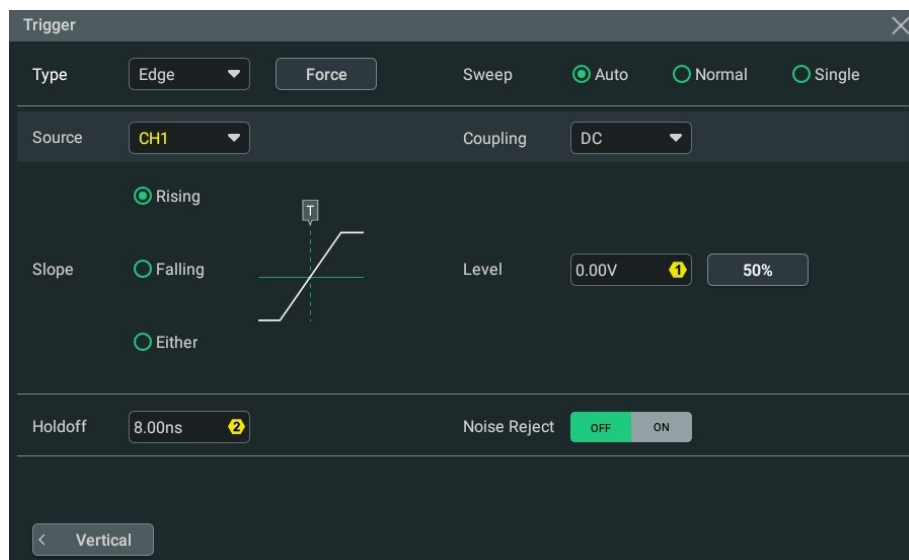 Trigger
Type Edge Force Sweep Auto Normal Single
Source CH1 Coupling DC
Rising
T
Slope Falling Level 0.00V 1 50%
Either
Holdoff 8.00ns 2 Noise Reject OFF ON
< Vertical